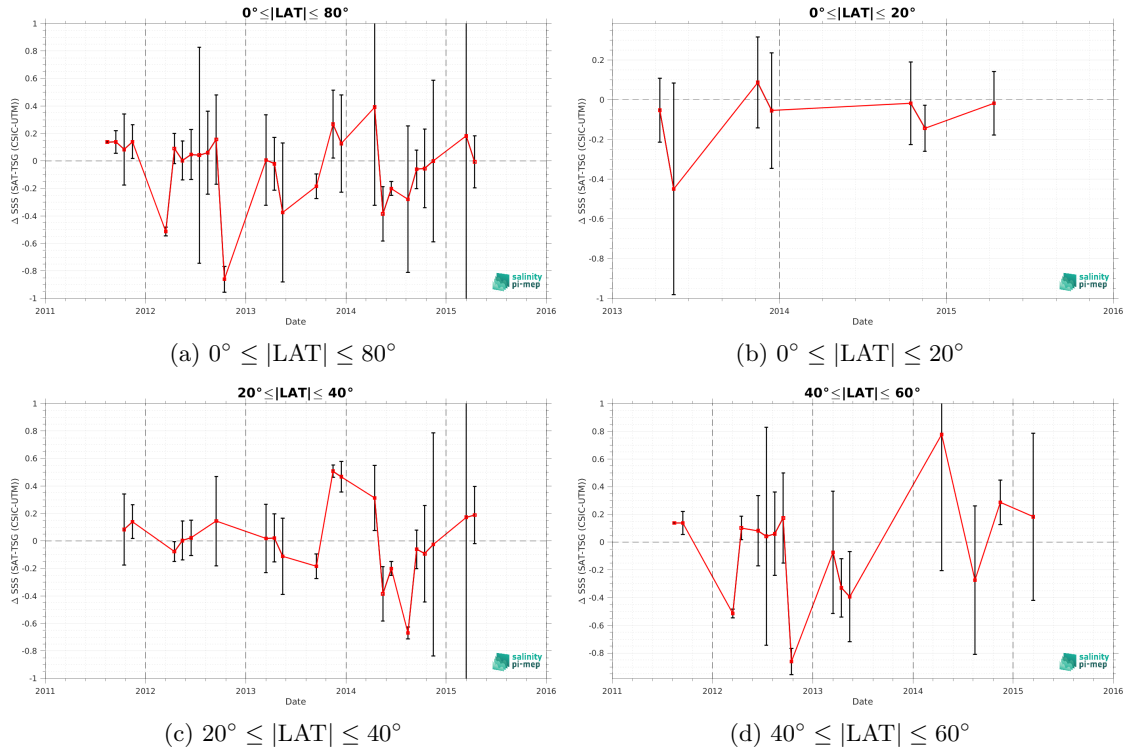 0°≤|LAT|≤ 80°
1
0.8
0.6
0.4
0.2
0
-0.2
-0.4
-0.6
-0.8
-1
Δ SSS (SAT-TSG (CSIC-UTM))
2011
2012
2013
2014
2015
2016
Date
salinity
pi-mep
(a) 0° ≤ |LAT| ≤ 80°
0°≤|LAT|≤ 20°
0.2
0
-0.2
-0.4
-0.6
-0.8
-1
Δ SSS (SAT-TSG (CSIC-UTM))
2013
2014
2015
2016
Date
salinity
pi-mep
(b) 0° ≤ |LAT| ≤ 20°
20°≤|LAT|≤ 40°
1
0.8
0.6
0.4
0.2
0
-0.2
-0.4
-0.6
-0.8
-1
Δ SSS (SAT-TSG (CSIC-UTM))
2011
2012
2013
2014
2015
2016
Date
salinity
pi-mep
(c) 20° ≤ |LAT| ≤ 40°
40°≤|LAT|≤ 60°
1
0.8
0.6
0.4
0.2
0
-0.2
-0.4
-0.6
-0.8
Δ SSS (SAT-TSG (CSIC-UTM))
2011
2012
2013
2014
2015
2016
Date
salinity
pi-mep
(d) 40° ≤ |LAT| ≤ 60°